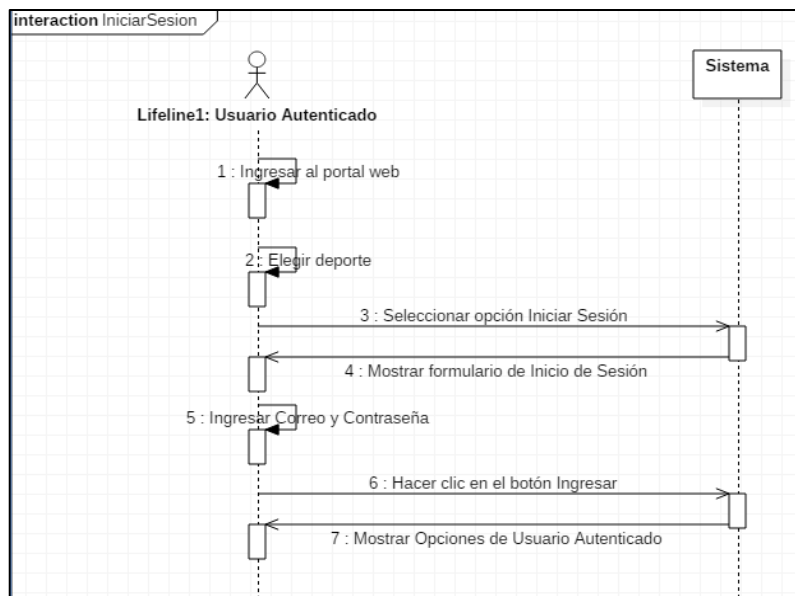 interaction IniciarSesion
Sistema
Lifeline1: Usuario Autenticado
1 : Ingresar al portal web
2 : Elegir deporte
3 : Seleccionar opción Iniciar Sesión
4 : Mostrar formulario de Inicio de Sesión
5 : Ingresar Correo y Contraseña
6 : Hacer clic en el botón Ingresar
7 : Mostrar Opciones de Usuario Autenticado